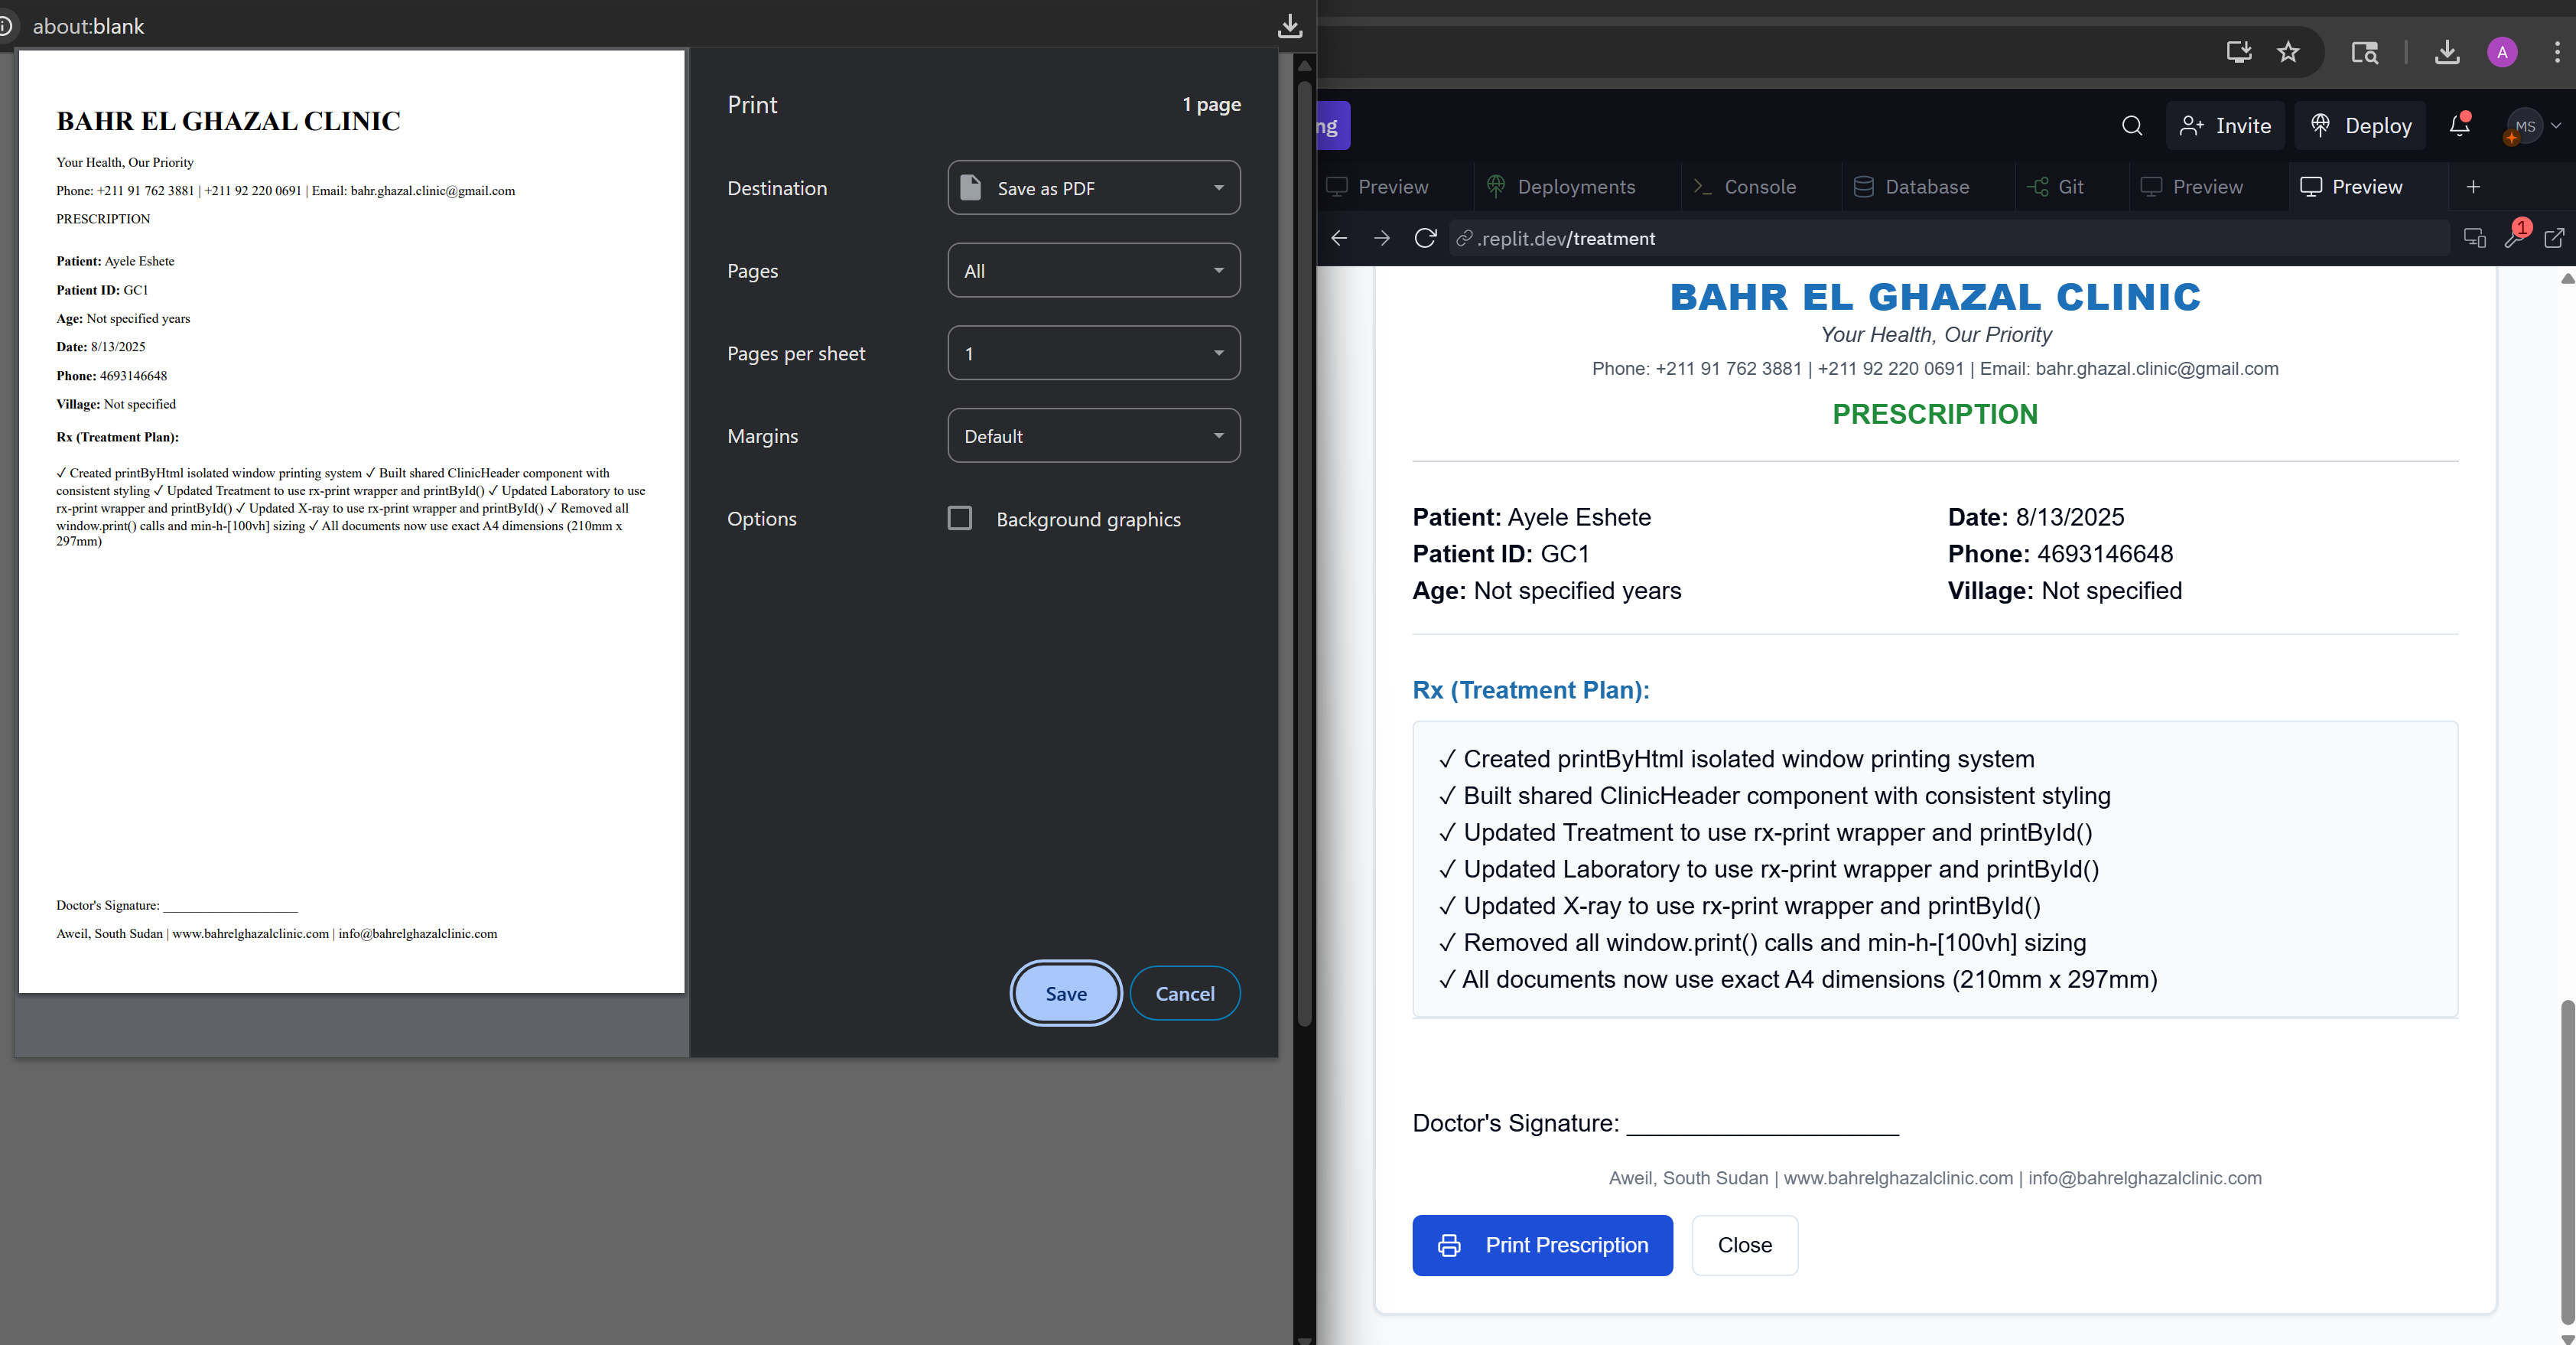 about:blank
BAHR EL GHAZAL CLINIC
Your Health, Our Priority
Phone: +211 91 762 3881 | +211 92 220 0691 | Email: bahr.ghazal.clinic@gmail.com
PRESCRIPTION
Patient: Ayele Eshete
Patient ID: GC1
Age: Not specified years
Date: 8/13/2025
Phone: 4693146648
Village: Not specified
Rx (Treatment Plan):
✓ Created printByHtml isolated window printing system ✓ Built shared ClinicHeader component with
consistent styling ✓ Updated Treatment to use rx-print wrapper and printById() ✓ Updated Laboratory to use
rx-print wrapper and printById() ✓ Updated X-ray to use rx-print wrapper and printById() ✓ Removed all
window.print() calls and min-h-[100vh] sizing ✓ All documents now use exact A4 dimensions (210mm x
297mm)
Doctor's Signature: ____________________
Aweil, South Sudan | www.bahrelghazalclinic.com | info@bahrelghazalclinic.com
Print
1 page
Destination
Save as PDF
Pages
All
Pages per sheet
1
Margins
Default
Options
Background graphics
Save
Cancel
A
ng
Invite
Deploy
MS
Preview
Deployments
Console
Database
Git
Preview
Preview
.replit.dev/treatment
1
BAHR EL GHAZAL CLINIC
Your Health, Our Priority
Phone: +211 91 762 3881 | +211 92 220 0691 | Email: bahr.ghazal.clinic@gmail.com
PRESCRIPTION
Patient: Ayele Eshete
Date: 8/13/2025
Patient ID: GC1
Phone: 4693146648
Age: Not specified years
Village: Not specified
Rx (Treatment Plan):
✓ Created printByHtml isolated window printing system
✓ Built shared ClinicHeader component with consistent styling
✓ Updated Treatment to use rx-print wrapper and printById()
✓ Updated Laboratory to use rx-print wrapper and printById()
✓ Updated X-ray to use rx-print wrapper and printById()
✓ Removed all window.print() calls and min-h-[100vh] sizing
✓ All documents now use exact A4 dimensions (210mm x 297mm)
Doctor's Signature: ____________________
Aweil, South Sudan | www.bahrelghazalclinic.com | info@bahrelghazalclinic.com
Print Prescription
Close